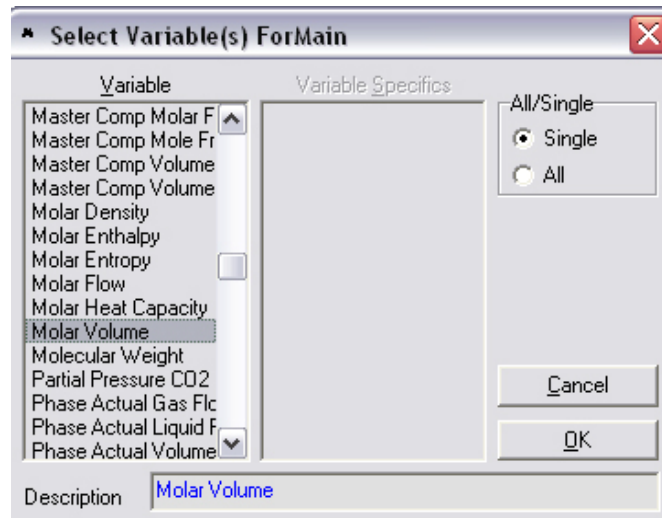 Select Variable(s) ForMain
Variable
Variable Specifics
All/Single
Master Comp Molar F
Master Comp Mole Fr
Master Comp Volume
Master Comp Volume
Molar Density
Molar Enthalpy
Molar Entropy
Molar Flow
Molar Heat Capacity
Molar Volume
Molecular Weight
Partial Pressure CO2
Phase Actual Gas Flc
Phase Actual Liquid F
Phase Actual Volume
Single
All
Cancel
OK
Description
Molar Volume